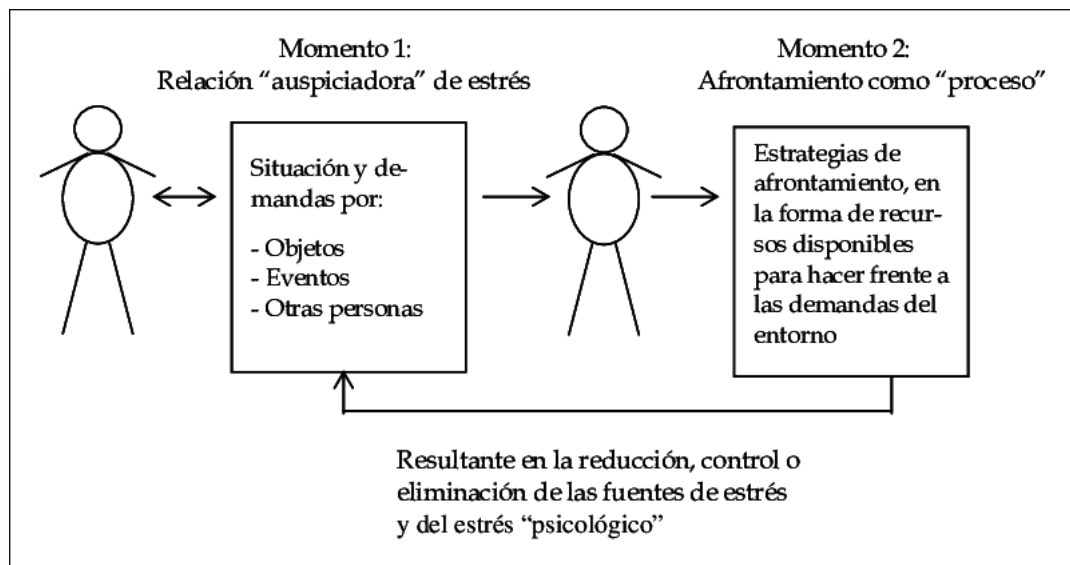 Momento 1:
Relación “auspiciadora” de estrés
Momento 2:
Afrontamiento como “proceso”
Situación y de-
mandas por:
- Objetos
- Eventos
- Otras personas
Estrategias de
afrontamiento, en
la forma de recur-
sos disponibles
para hacer frente a
las demandas del
entorno
Resultante en la reducción, control o
eliminación de las fuentes de estrés
y del estrés “psicológico”